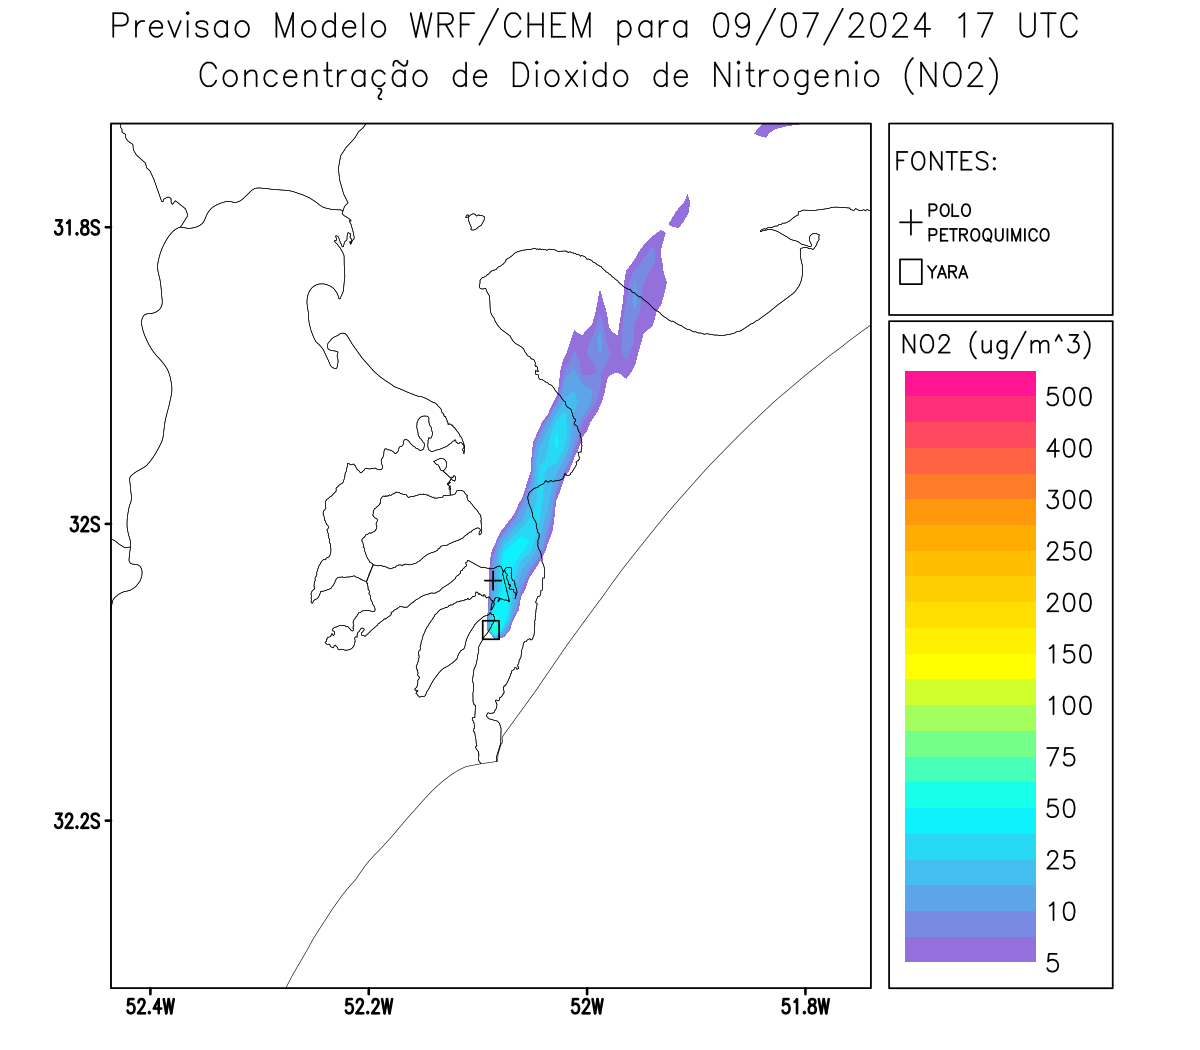 Previsao Modelo WRF/CHEM para 09/07/2024 17 UTC
Concentração de Dioxido de Nitrogenio (NO2)
FONTES:
POLO
PETROQUIMICO
YARA
31.8S
32S
32.2S
52.4W
52.2W
52W
51.8W
NO2 (ug/m^3)
500
400
300
250
200
150
100
75
50
25
10
5